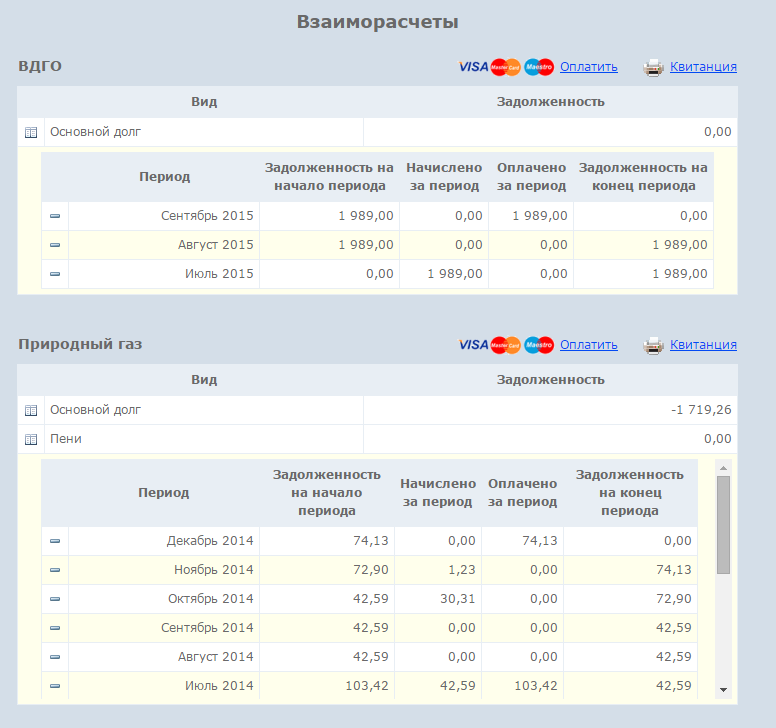 Взаиморасчеты
ВДГО VISA MasterCard Maestro Оплатить Квитанция
Вид Задолженность
Основной долг 0,00
Период Задолженность на начало периода Начислено за период Оплачено за период Задолженность на конец периода
Сентябрь 2015 1 989,00 0,00 1 989,00 0,00
Август 2015 1 989,00 0,00 0,00 1 989,00
Июль 2015 0,00 1 989,00 0,00 1 989,00
Природный газ VISA MasterCard Maestro Оплатить Квитанция
Вид Задолженность
Основной долг -1 719,26
Пени 0,00
Период Задолженность на начало периода Начислено за период Оплачено за период Задолженность на конец периода
Декабрь 2014 74,13 0,00 74,13 0,00
Ноябрь 2014 72,90 1,23 0,00 74,13
Октябрь 2014 42,59 30,31 0,00 72,90
Сентябрь 2014 42,59 0,00 0,00 42,59
Август 2014 42,59 0,00 0,00 42,59
Июль 2014 103,42 42,59 103,42 42,59